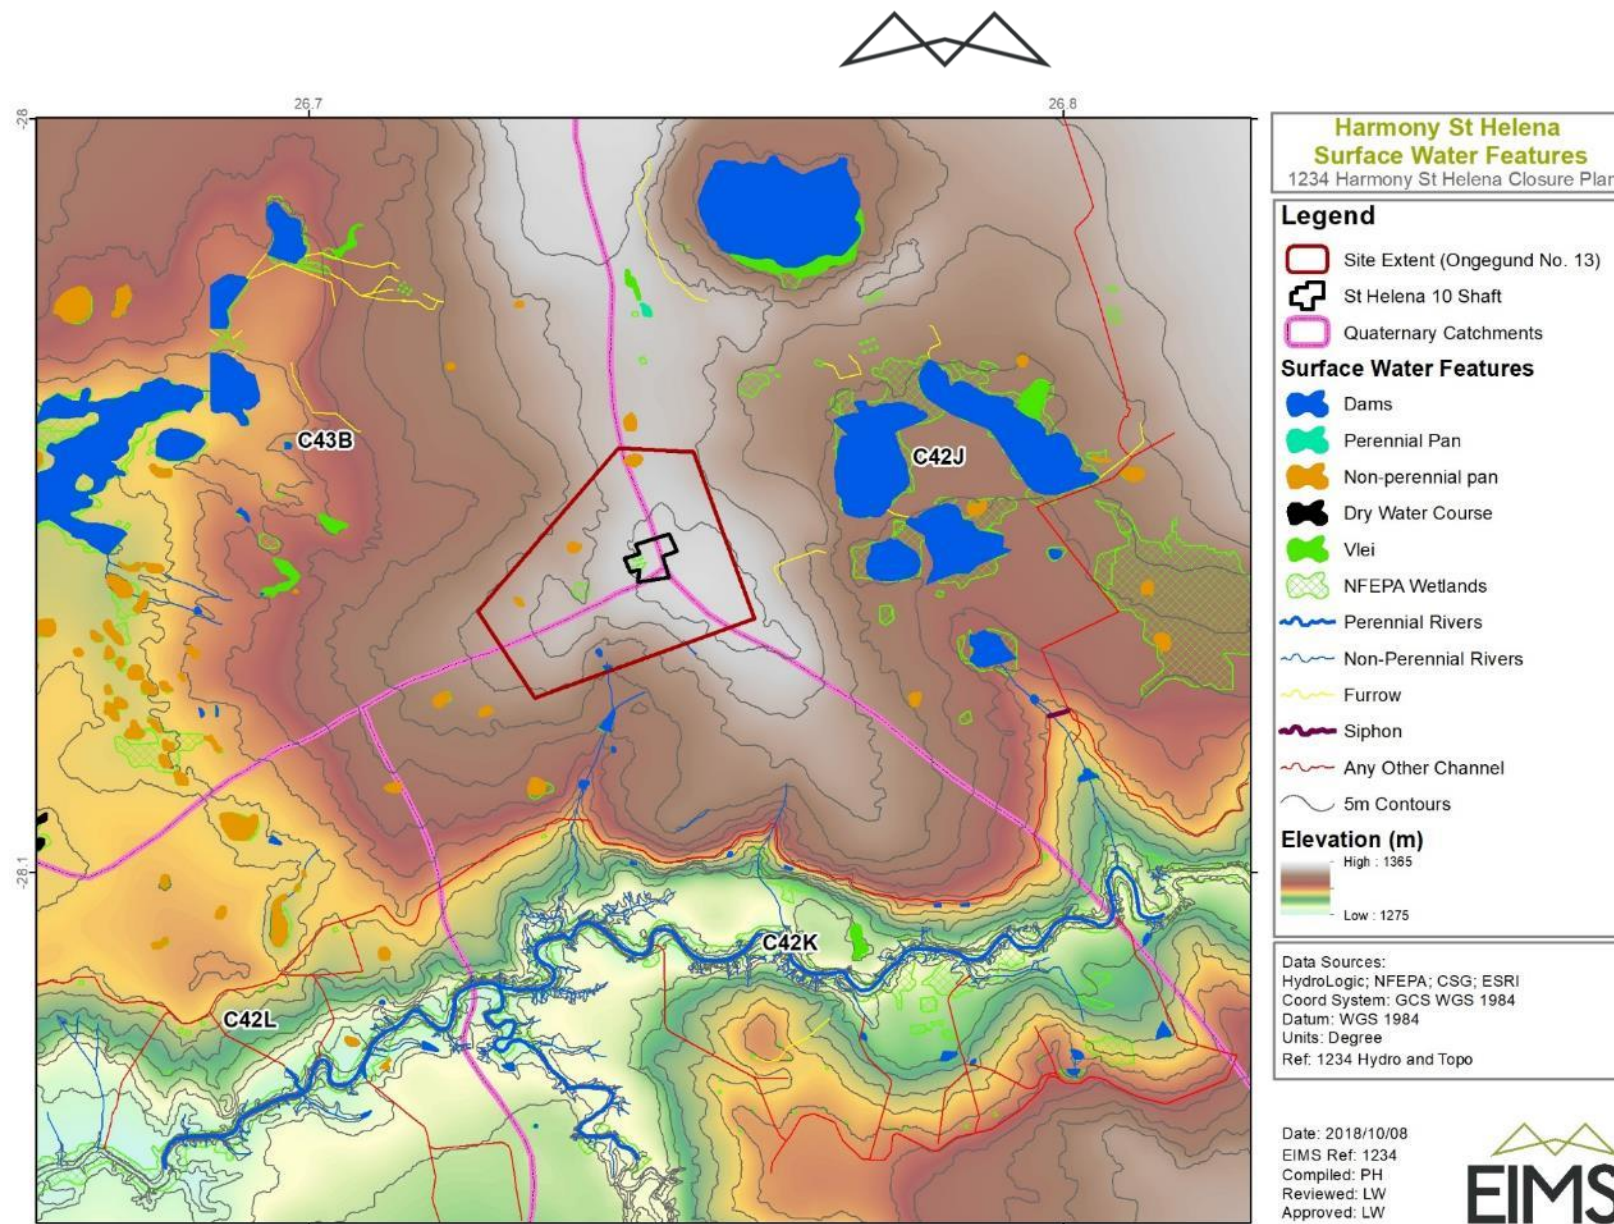 26.7
26.8
-28
-28.1
C43B
C42J
C42K
C42L
Harmony St Helena
Surface Water Features
1234 Harmony St Helena Closure Plan
Legend
Site Extent (Ongegund No. 13)
St Helena 10 Shaft
Quaternary Catchments
Surface Water Features
Dams
Perennial Pan
Non-perennial pan
Dry Water Course
Vlei
NFEPA Wetlands
Perennial Rivers
Non-Perennial Rivers
Furrow
Siphon
Any Other Channel
5m Contours
Elevation (m)
High : 1365
Low : 1275
Data Sources:
HydroLogic; NFEPA; CSG; ESRI
Coord System: GCS WGS 1984
Datum: WGS 1984
Units: Degree
Ref: 1234 Hydro and Topo
Date: 2018/10/08
EIMS Ref: 1234
Compiled: PH
Reviewed: LW
Approved: LW
EIMS